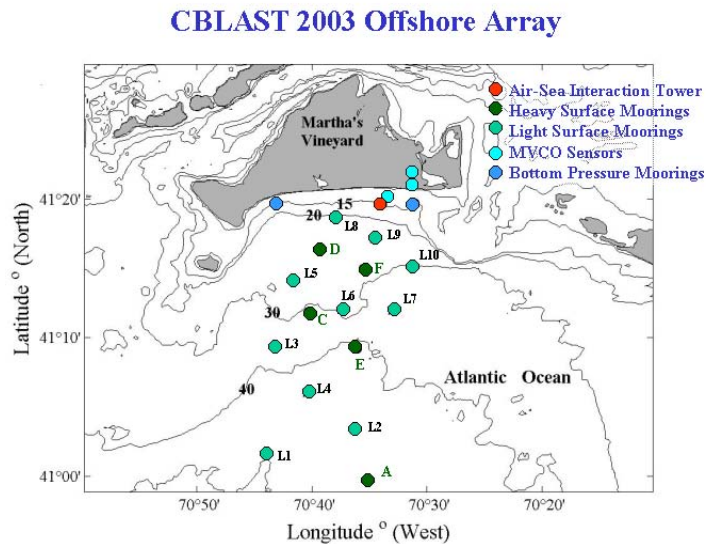 CBLAST 2003 Offshore Array
Air-Sea Interaction Tower
Heavy Surface Moorings
Light Surface Moorings
MVCO Sensors
Bottom Pressure Moorings
Martha's
Vineyard
41° 20'
15
20
L8
L9
D
L10
F
L5
L6
L7
30
C
41° 10'
L3
E
Atlantic Ocean
40
L4
L2
L1
A
41° 00'
70° 50'
70° 40'
70° 30'
70° 20'
Latitude ° (North)
Longitude ° (West)